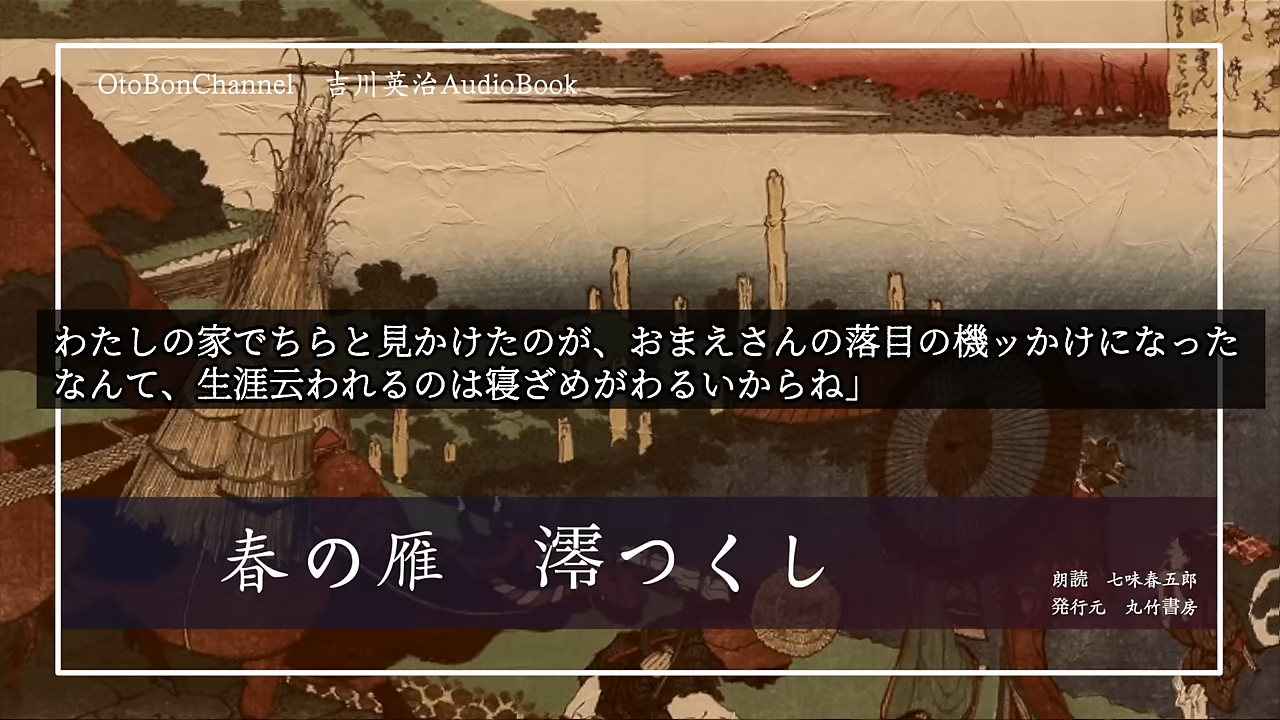 OtoBonChannel　吉川英治AudioBook
わたしの家でちらと見かけたのが、おまえさんの落目の機ッかけになった
なんて、生涯云われるのは寝ざめがわるいからね」
春の雁　澪つくし
朗読　七味春五郎
発行元　丸竹書房